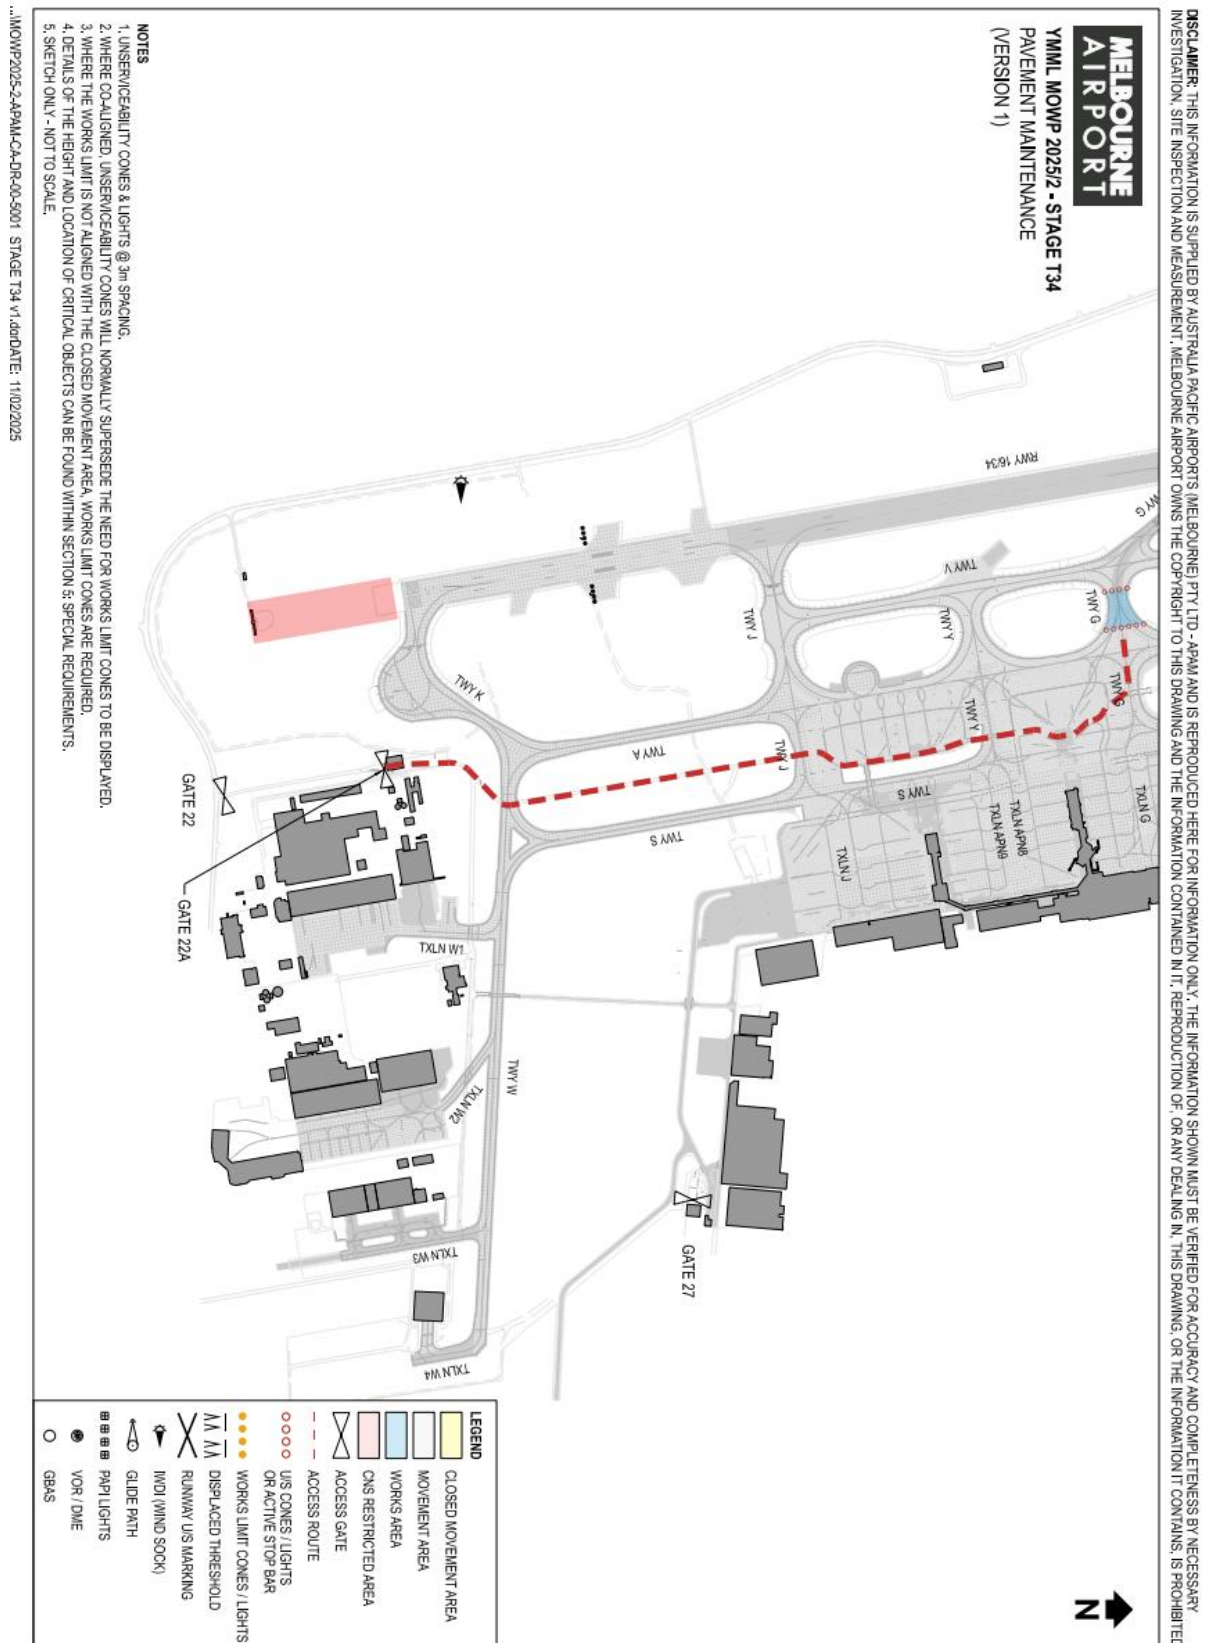 DISCLAIMER: THIS INFORMATION IS SUPPLIED BY AUSTRALIA PACIFIC AIRPORTS (MELBOURNE) PTY LTD - APAM AND IS REPRODUCED HERE FOR INFORMATION ONLY. THE INFORMATION SHOWN MUST BE VERIFIED FOR ACCURACY AND COMPLETENESS BY NECESSARY
INVESTIGATION, SITE INSPECTION AND MEASUREMENT. MELBOURNE AIRPORT OWNS THE COPYRIGHT TO THIS DRAWING AND THE INFORMATION CONTAINED IN IT. REPRODUCTION OF, OR ANY DEALING IN, THIS DRAWING, OR THE INFORMATION IT CONTAINS, IS PROHIBITED
MELBOURNE
AIRPORT
YMML MOWP 2025/2 - STAGE T34
PAVEMENT MAINTENANCE
(VERSION 1)
N
RWY 16/34
WY G
TWY V
TWY G
TWY G
TWY J
TWY Y
TWY Y
TXLN G
TWY K
TWY A
TWY J
TWY S
TXLN APN8
TXLN APN9
TWY S
TXLN J
GATE 22
GATE 22A
TXLN W1
TWY W
TXLN W2
GATE 27
TXLN W3
TXLN W4
NOTES
1. UNSERVICEABILITY CONES & LIGHTS @ 3m SPACING.
2. WHERE CO-ALIGNED, UNSERVICEABILITY CONES WILL NORMALLY SUPERSEDE THE NEED FOR WORKS LIMIT CONES TO BE DISPLAYED.
3. WHERE THE WORKS LIMIT IS NOT ALIGNED WITH THE CLOSED MOVEMENT AREA, WORKS LIMIT CONES ARE REQUIRED.
4. DETAILS OF THE HEIGHT AND LOCATION OF CRITICAL OBJECTS CAN BE FOUND WITHIN SECTION 5: SPECIAL REQUIREMENTS.
5. SKETCH ONLY - NOT TO SCALE.
LEGEND
CLOSED MOVEMENT AREA
MOVEMENT AREA
WORKS AREA
CNS RESTRICTED AREA
ACCESS GATE
ACCESS ROUTE
U/S CONES / LIGHTS
OR ACTIVE STOP BAR
WORKS LIMIT CONES / LIGHTS
DISPLACED THRESHOLD
RUNWAY U/S MARKING
IWDI (WIND SOCK)
GLIDE PATH
PAPI LIGHTS
VOR / DME
GBAS
...\MOWP2025-2-APAM-CA-DR-00-5001 STAGE T34 v1.dgnDATE: 11/02/2025